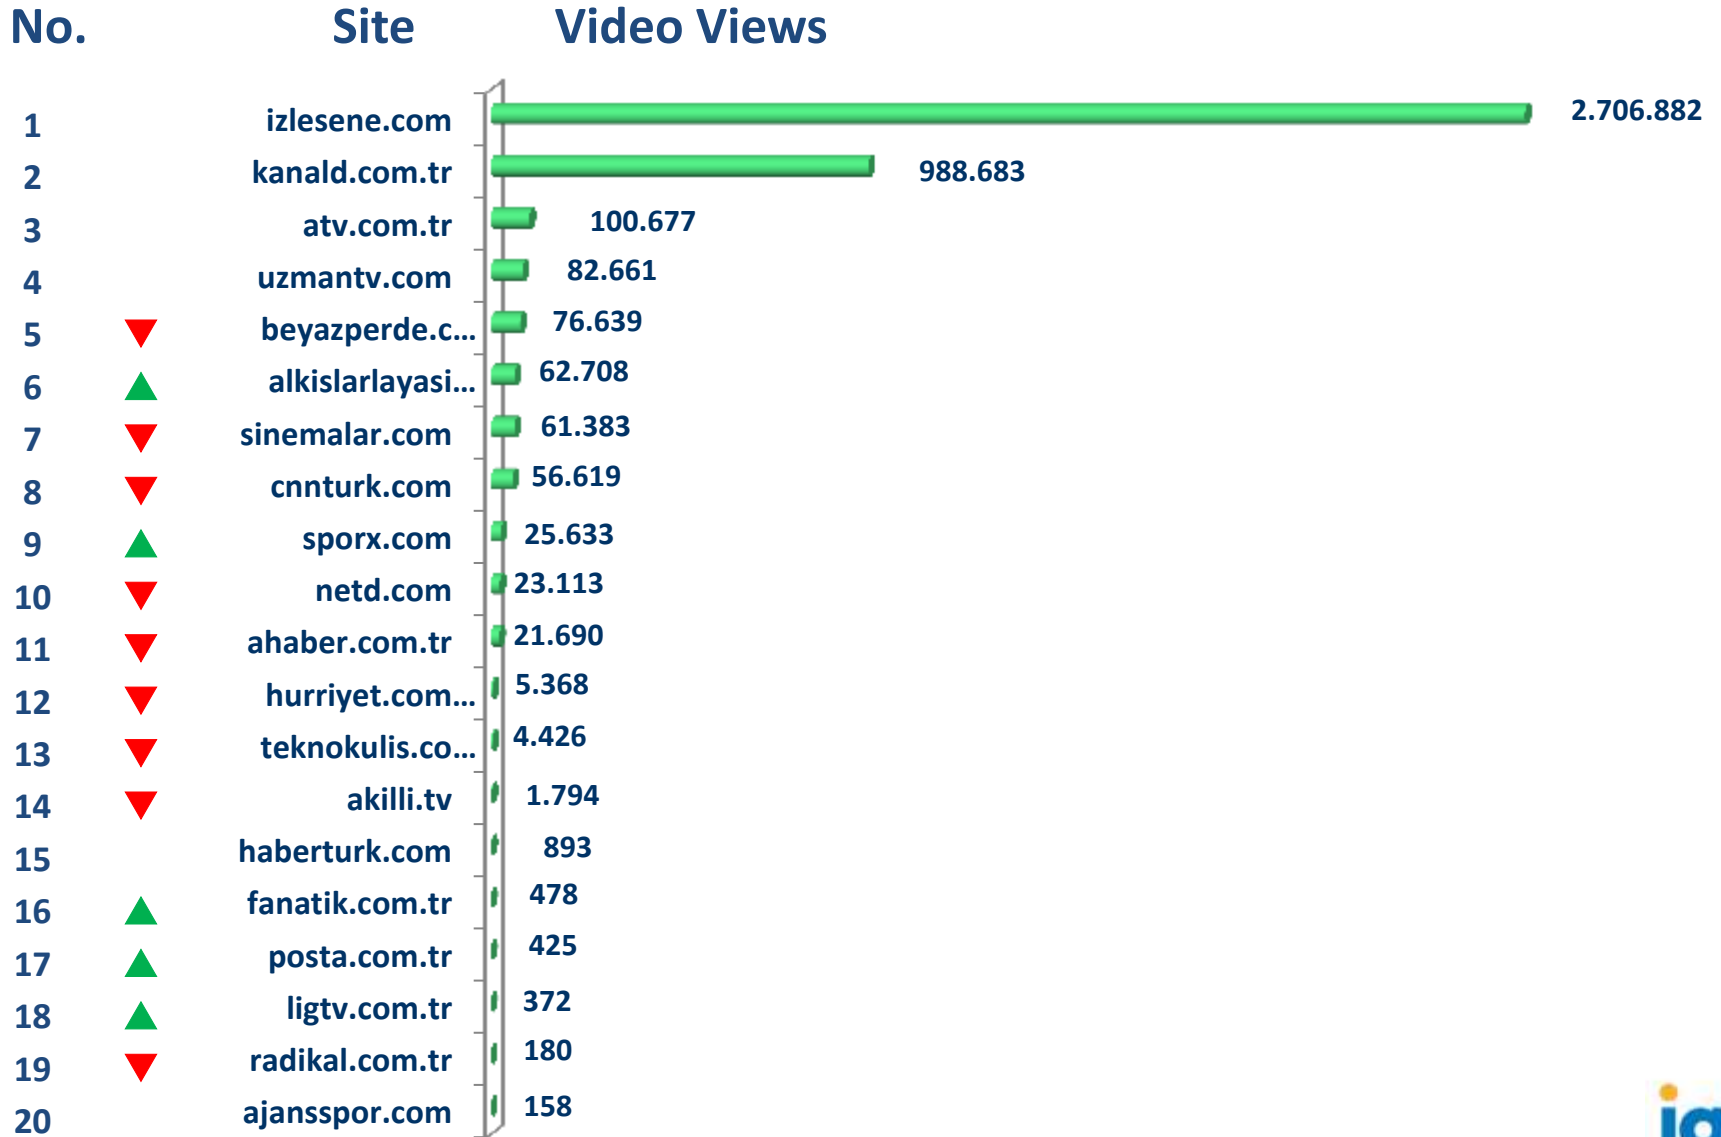 No. Site Video Views
1 izlesene.com 2.706.882
2 kanald.com.tr 988.683
3 atv.com.tr 100.677
4 uzmantv.com 82.661
5 beyazperde.c... 76.639
6 alkislarlayasi... 62.708
7 sinemalar.com 61.383
8 cnnturk.com 56.619
9 sporx.com 25.633
10 netd.com 23.113
11 ahaber.com.tr 21.690
12 hurriyet.com... 5.368
13 teknokulis.co... 4.426
14 akilli.tv 1.794
15 haberturk.com 893
16 fanatik.com.tr 478
17 posta.com.tr 425
18 ligtv.com.tr 372
19 radikal.com.tr 180
20 ajansspor.com 158